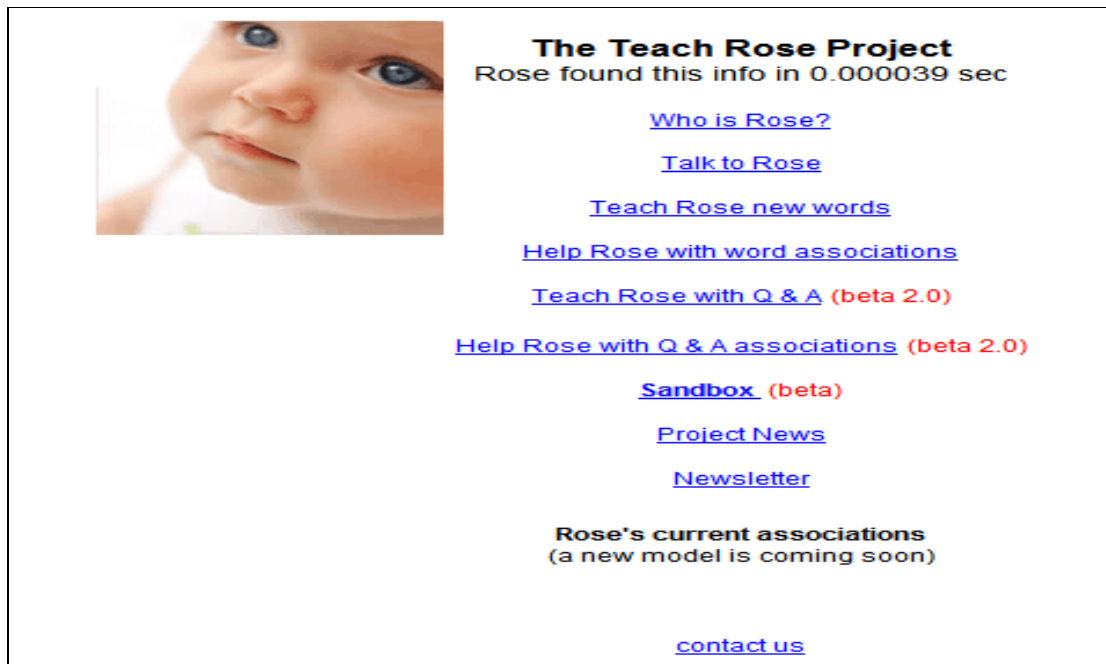 The Teach Rose Project
Rose found this info in 0.000039 sec
Who is Rose?
Talk to Rose
Teach Rose new words
Help Rose with word associations
Teach Rose with Q & A (beta 2.0)
Help Rose with Q & A associations (beta 2.0)
Sandbox (beta)
Project News
Newsletter
Rose's current associations
(a new model is coming soon)
contact us